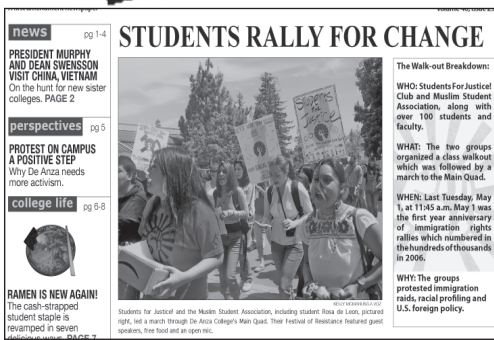 news pg 1-4
PRESIDENT MURPHY
AND DEAN SWENSSON
VISIT CHINA, VIETNAM
On the hunt for new sister
colleges. PAGE 2
perspectives pg 5
PROTEST ON CAMPUS
A POSITIVE STEP
Why De Anza needs
more activism.
college life pg 6-8
RAMEN IS NEW AGAIN!
The cash-strapped
student staple is
revamped in seven
delicious ways. PAGE 7
STUDENTS RALLY FOR CHANGE
Students
Justice
Students for Justice! and the Muslim Student Association, including student Rosa de Leon, pictured
right, led a march through De Anza College's Main Quad. Their Festival of Resistance featured guest
speakers, free food and an open mic.
The Walk-out Breakdown:
WHO: Students ForJustice!
Club and Muslim Student
Association, along with
over 100 students and
faculty.
WHAT: The two groups
organized a class walkout
which was followed by a
march to the Main Quad.
WHEN: Last Tuesday, May
1, at 11:45 a.m. May 1 was
the first year anniversary
of immigration rights
rallies which numbered in
the hundreds of thousands
in 2006.
WHY: The groups
protested immigration
raids, racial profiling and
U.S. foreign policy.